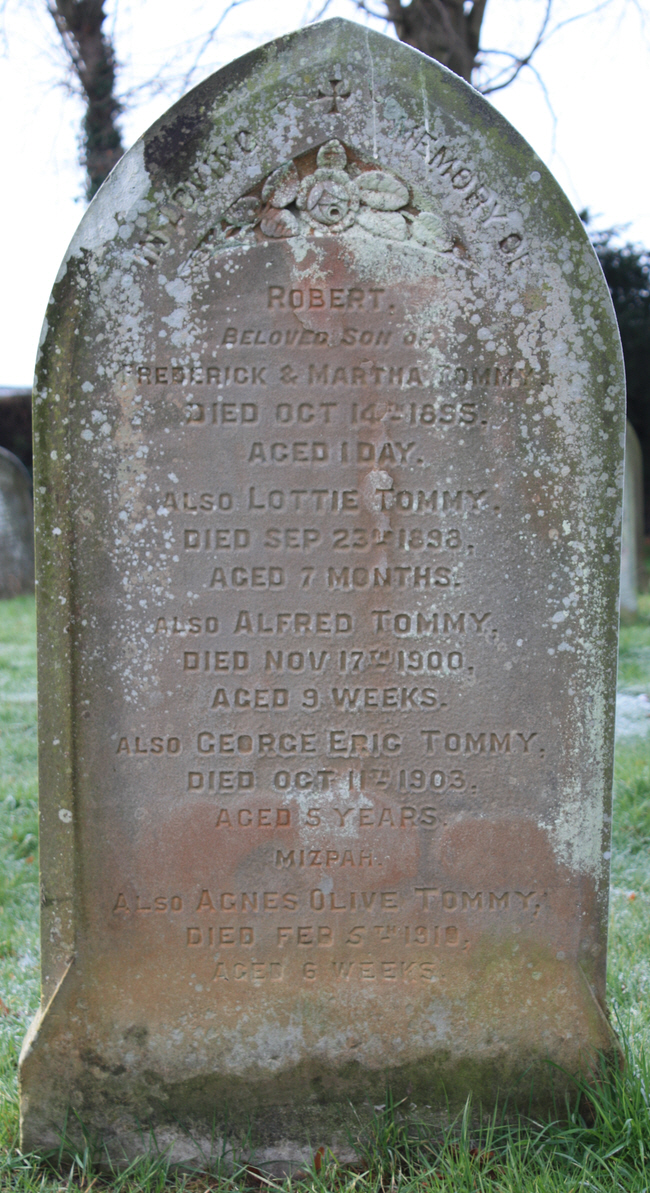 IN LOVING MEMORY OF
ROBERT,
BELOVED SON OF
FREDERICK & MARTHA TOMMY.
DIED OCT 14TH 1895.
AGED 1 DAY.
ALSO LOTTIE TOMMY.
DIED SEP 23RD 1898,
AGED 7 MONTHS.
ALSO ALFRED TOMMY,
DIED NOV 17TH 1900.
AGED 9 WEEKS.
ALSO GEORGE ERIC TOMMY,
DIED OCT 11TH 1903,
AGED 5 YEARS.
MIZPAH.
ALSO AGNES OLIVE TOMMY,
DIED FEB 5TH 1910,
AGED 6 WEEKS.